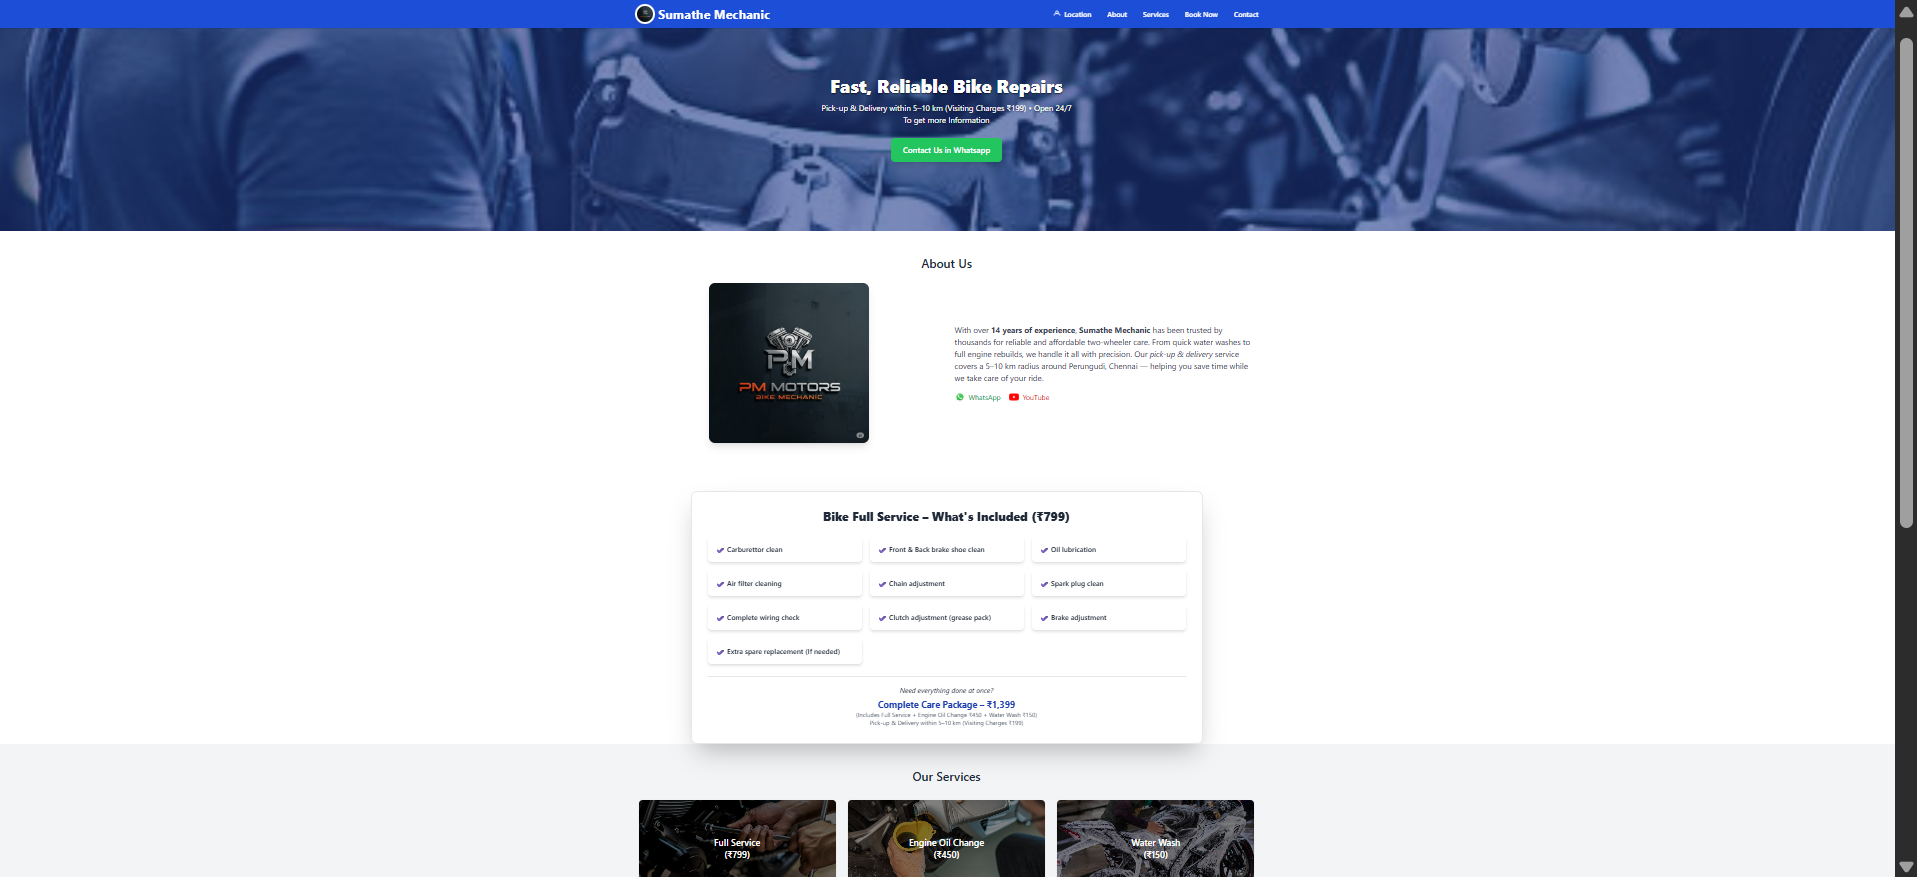 Sumathe Mechanic
Location About Services Book Now Contact
Fast, Reliable Bike Repairs
Pick-up & Delivery within 5–10 km (Visiting Charges ₹199) • Open 24/7
To get more Information
Contact Us in Whatsapp
About Us
PM
PM MOTORS
BIKE MECHANIC
With over 14 years of experience, Sumathe Mechanic has been trusted by
thousands for reliable and affordable two-wheeler care. From quick water washes to
full engine rebuilds, we handle it all with precision. Our pick-up & delivery service
covers a 5–10 km radius around Perungudi, Chennai — helping you save time while
we take care of your ride.
WhatsApp YouTube
Bike Full Service – What's Included (₹799)
Carburettor clean
Front & Back brake shoe clean
Oil lubrication
Air filter cleaning
Chain adjustment
Spark plug clean
Complete wiring check
Clutch adjustment (grease pack)
Brake adjustment
Extra spare replacement (If needed)
Need everything done at once?
Complete Care Package – ₹1,399
(Includes Full Service + Engine Oil Change ₹450 + Water Wash ₹150)
Pick-up & Delivery within 5–10 km (Visiting Charges ₹199)
Our Services
Full Service
(₹799)
Engine Oil Change
(₹450)
Water Wash
(₹150)